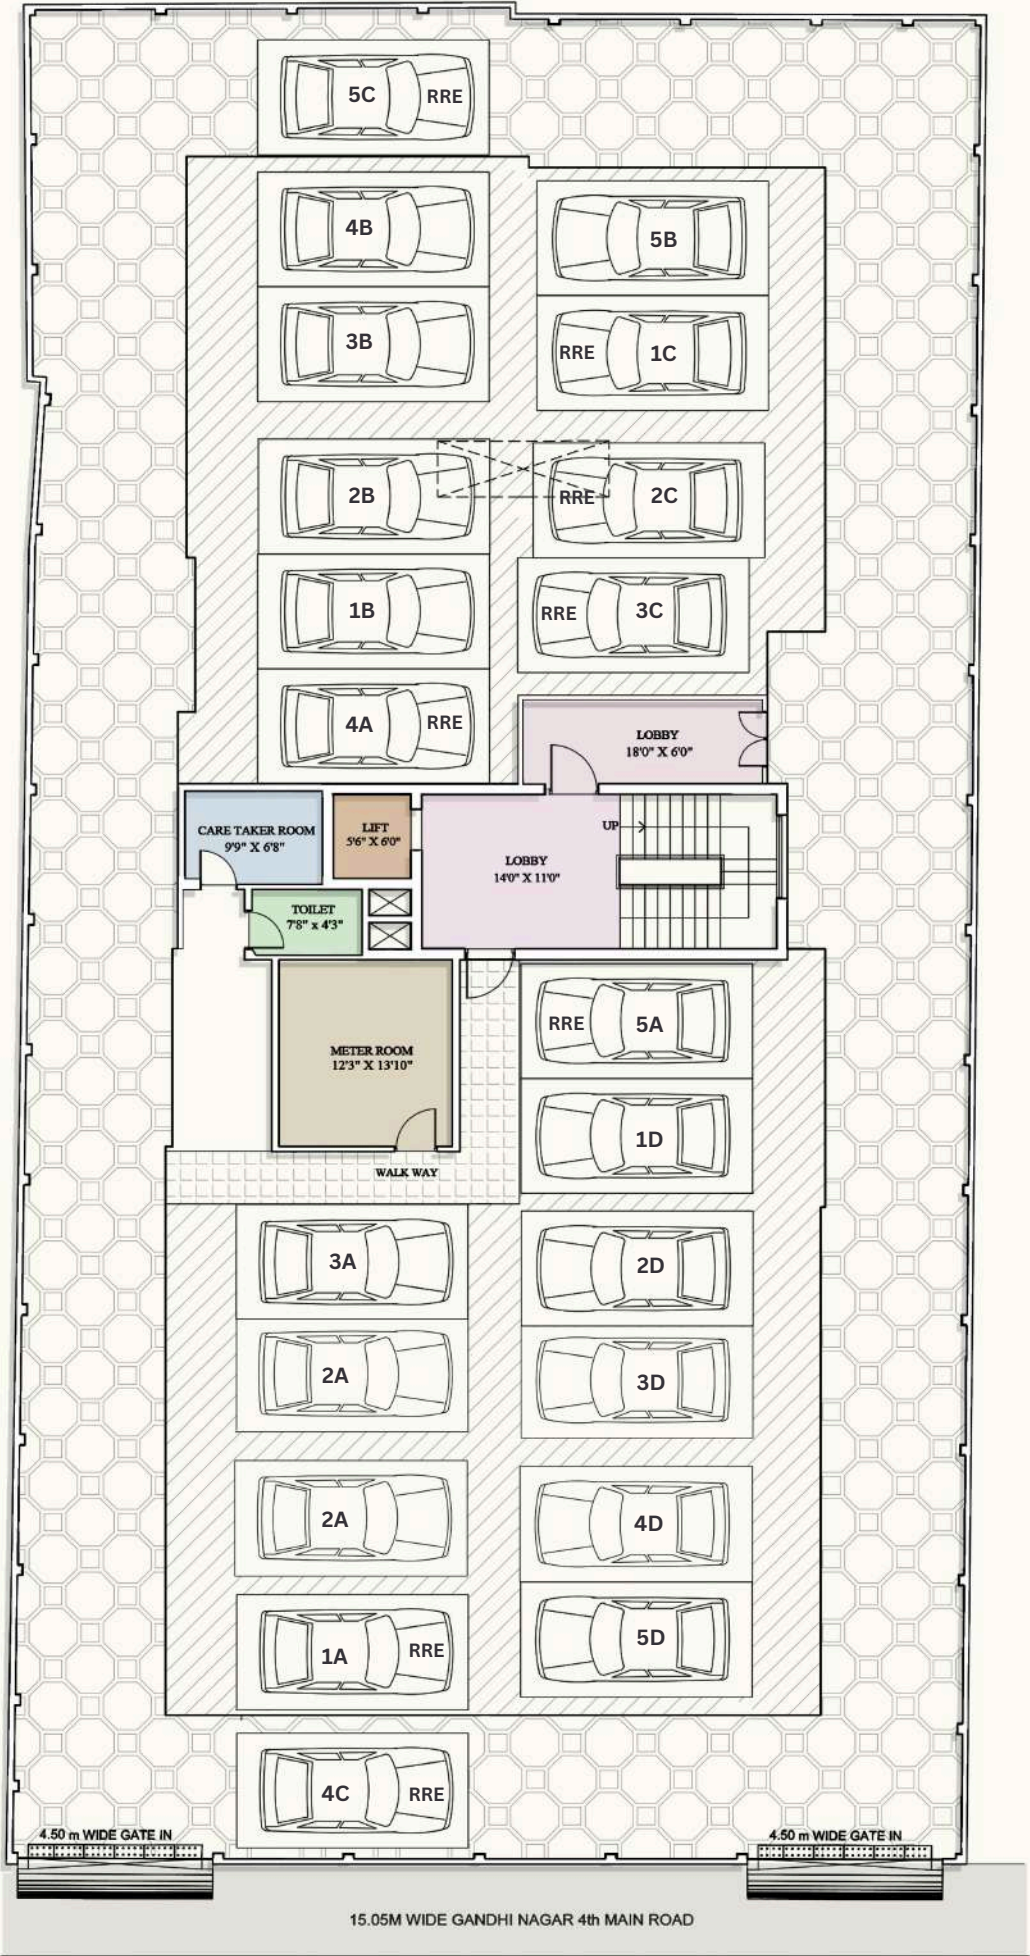 5C RRE
4B
5B
3B
RRE 1C
2B
RRE 2C
1B
RRE 3C
4A RRE
LOBBY
18'0" X 6'0"
CARE TAKER ROOM
9'9" X 6'8"
LIFT
5'6" X 6'0"
UP
LOBBY
14'0" X 11'0"
TOILET
7'8" x 4'3"
RRE 5A
METER ROOM
12'3" X 13'10"
1D
WALK WAY
3A
2D
2A
3D
2A
4D
1A RRE
5D
4C RRE
4.50 m WIDE GATE IN
4.50 m WIDE GATE IN
15.05M WIDE GANDHI NAGAR 4th MAIN ROAD